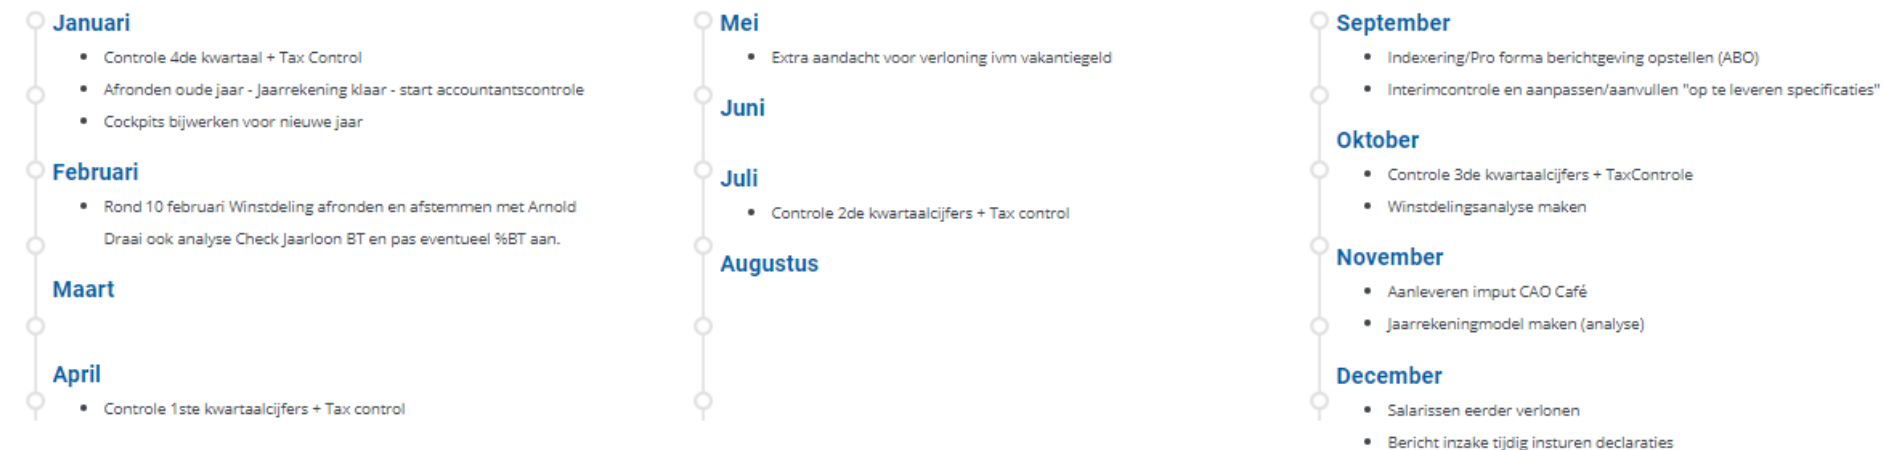 Januari
Controle 4de kwartaal + Tax Control
Afronden oude jaar - Jaarrekening klaar - start accountantscontrole
Cockpits bijwerken voor nieuwe jaar
Februari
Rond 10 februari Winstdeling afronden en afstemmen met Arnold
Draai ook analyse Check Jaarloon BT en pas eventueel %BT aan.
Maart
April
Controle 1ste kwartaalcijfers + Tax control
Mei
Extra aandacht voor verloning ivm vakantiegeld
Juni
Juli
Controle 2de kwartaalcijfers + Tax control
Augustus
September
Indexering/Pro forma berichtgeving opstellen (ABO)
Interimcontrole en aanpassen/aanvullen "op te leveren specificaties"
Oktober
Controle 3de kwartaalcijfers + TaxControle
Winstdelingsanalyse maken
November
Aanleveren imput CAO Café
Jaarrekeningmodel maken (analyse)
December
Salarissen eerder verlonen
Bericht inzake tijdig insturen declaraties